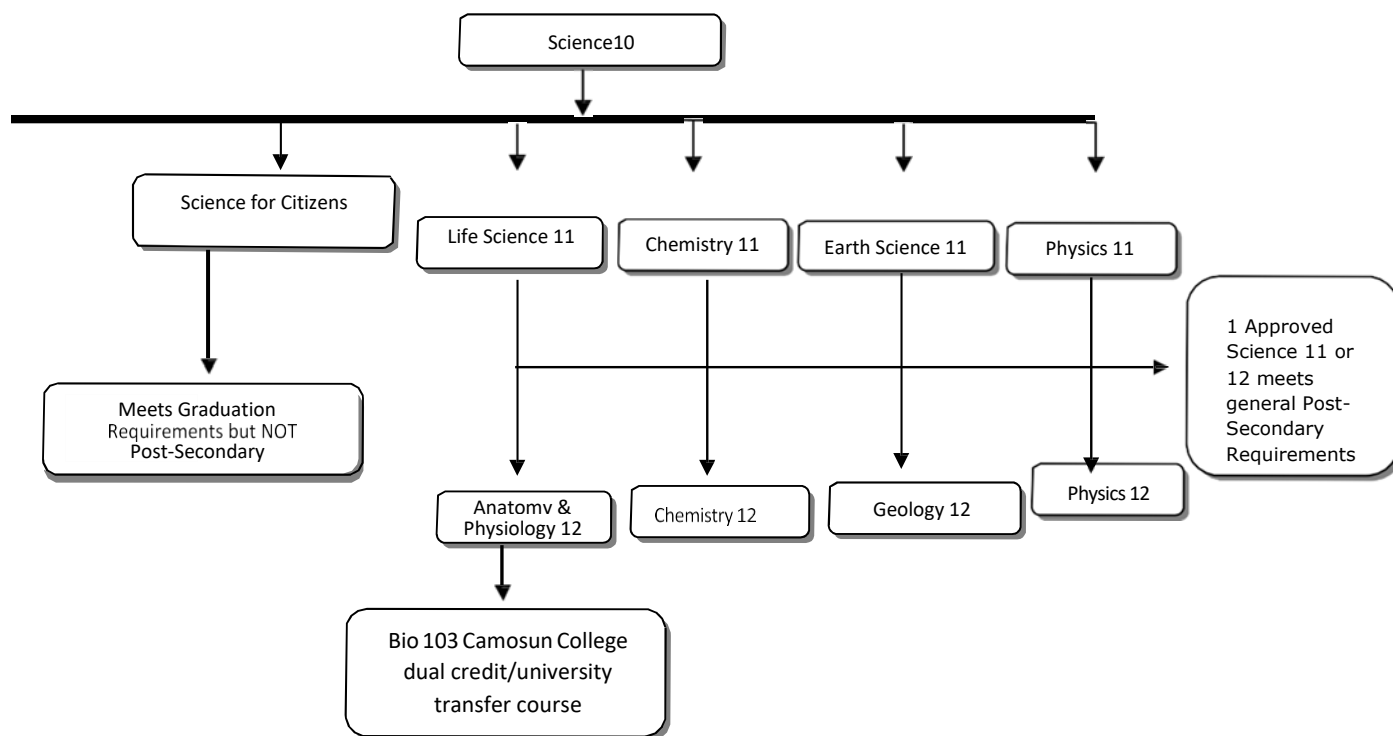 Science10
Science for Citizens
Life Science 11
Chemistry 11
Earth Science 11
Physics 11
1 Approved
Science 11 or
12 meets
general Post-
Secondary
Requirements
Meets Graduation
Requirements but NOT
Post-Secondary
Anatomv &
Physiology 12
Chemistry 12
Geology 12
Physics 12
Bio 103 Camosun College
dual credit/university
transfer course